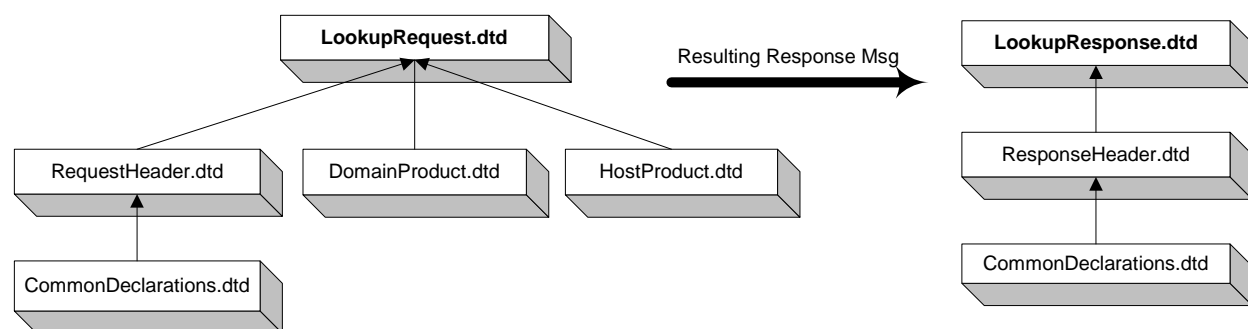 LookupRequest.dtd
Resulting Response Msg
LookupResponse.dtd
RequestHeader.dtd
DomainProduct.dtd
HostProduct.dtd
ResponseHeader.dtd
CommonDeclarations.dtd
CommonDeclarations.dtd